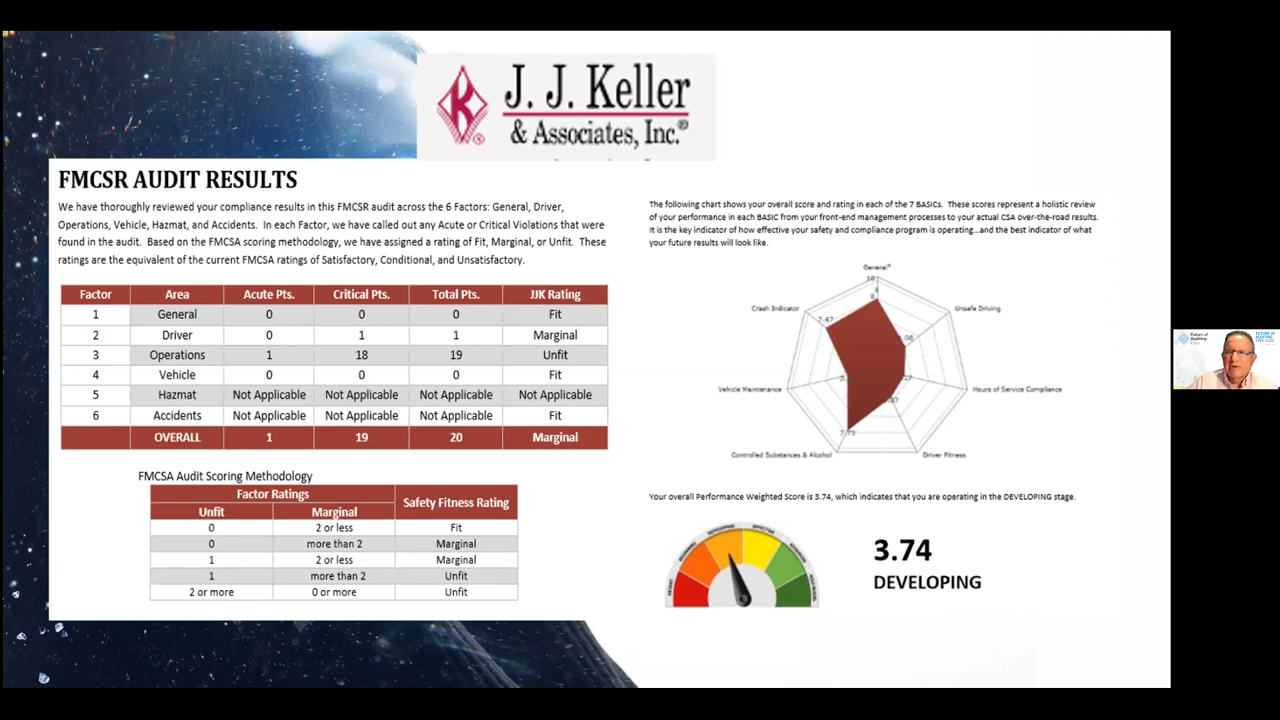 J. J. Keller
& Associates, Inc.®
FMCSR AUDIT RESULTS
We have thoroughly reviewed your compliance results in this FMCSR audit across the 6 Factors: General, Driver,
Operations, Vehicle, Hazmat, and Accidents. In each Factor, we have called out any Acute or Critical Violations that were
found in the audit. Based on the FMCSA scoring methodology, we have assigned a rating of Fit, Marginal, or Unfit. These
ratings are the equivalent of the current FMCSA ratings of Satisfactory, Conditional, and Unsatisfactory.
Factor Area Acute Pts. Critical Pts. Total Pts. JJK Rating
1 General 0 0 0 Fit
2 Driver 0 1 1 Marginal
3 Operations 1 18 19 Unfit
4 Vehicle 0 0 0 Fit
5 Hazmat Not Applicable Not Applicable Not Applicable Not Applicable
6 Accidents Not Applicable Not Applicable Not Applicable Fit
OVERALL 1 19 20 Marginal
FMCSA Audit Scoring Methodology
Factor Ratings Safety Fitness Rating
Unfit Marginal
0 2 or less Fit
0 more than 2 Marginal
1 2 or less Marginal
1 more than 2 Unfit
2 or more 0 or more Unfit
The following chart shows your overall score and rating in each of the 7 BASICs. These scores represent a holistic review
of your performance in each BASIC from your front-end management processes to your actual CSA over-the-road results.
It is the key indicator of how effective your safety and compliance program is operating...and the best indicator of what
your future results will look like.
General*
10
Crash Indicator
Unsafe Driving
7.47
Vehicle Maintenance
Hours of Service Compliance
Controlled Substances & Alcohol
Driver Fitness
Your overall Performance Weighted Score is 3.74, which indicates that you are operating in the DEVELOPING stage.
DEVELOPING
EFFECTIVE
3.74
DEVELOPING
Future of
Auditing
Expo